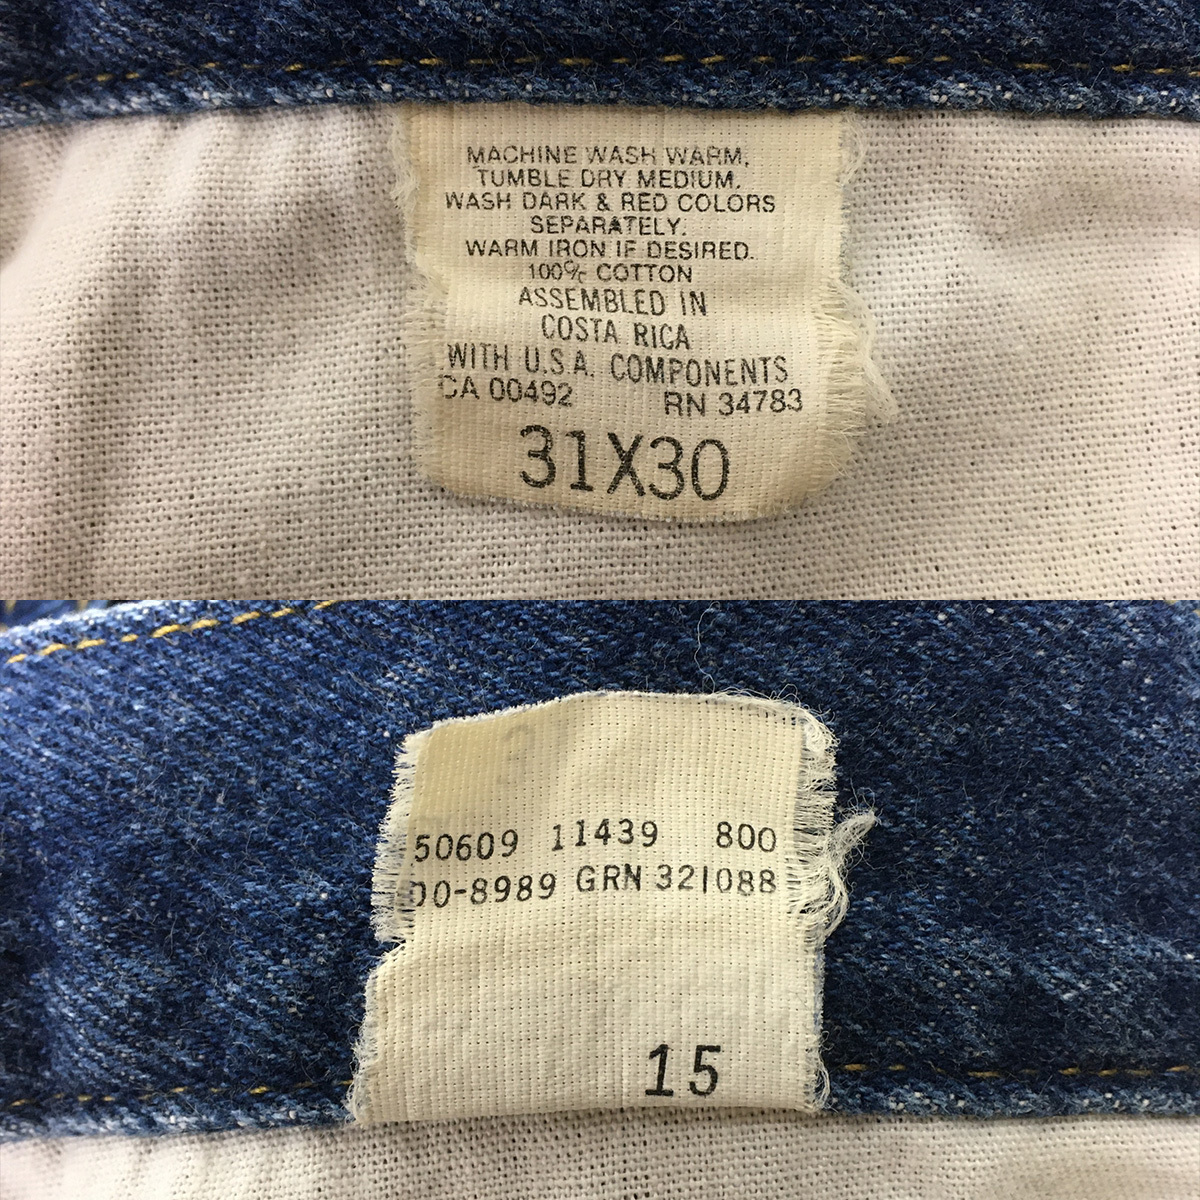 MACHINE WASH WARM,
TUMBLE DRY MEDIUM.
WASH DARK & RED COLORS
SEPARATELY.
WARM IRON IF DESIRED.
100% COTTON
ASSEMBLED IN
COSTA RICA
WITH U.S.A. COMPONENTS
CA 00492 RN 34783
31X30
50609 11439 800
00-8989 GRN 321088
15